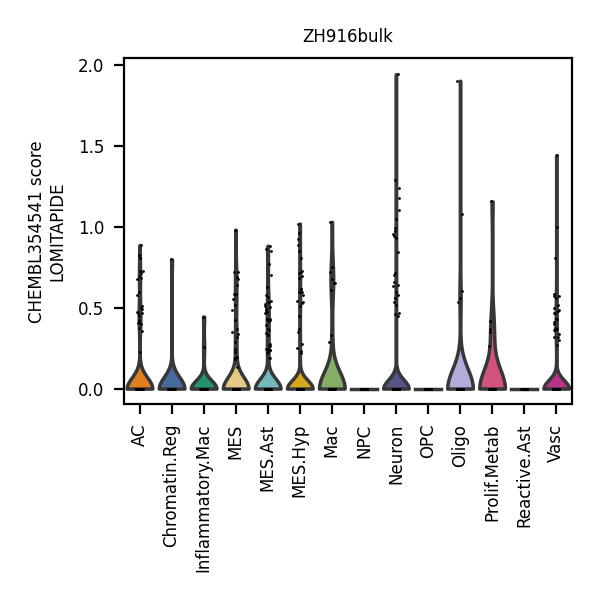 ZH916bulk
CHEMBL354541 score
LOMITAPIDE
2.0
1.5
1.0
0.5
0.0
AC
Chromatin.Reg
Inflammatory.Mac
MES
MES.Ast
MES.Hyp
Mac
NPC
Neuron
OPC
Oligo
Prolif.Metab
Reactive.Ast
Vasc